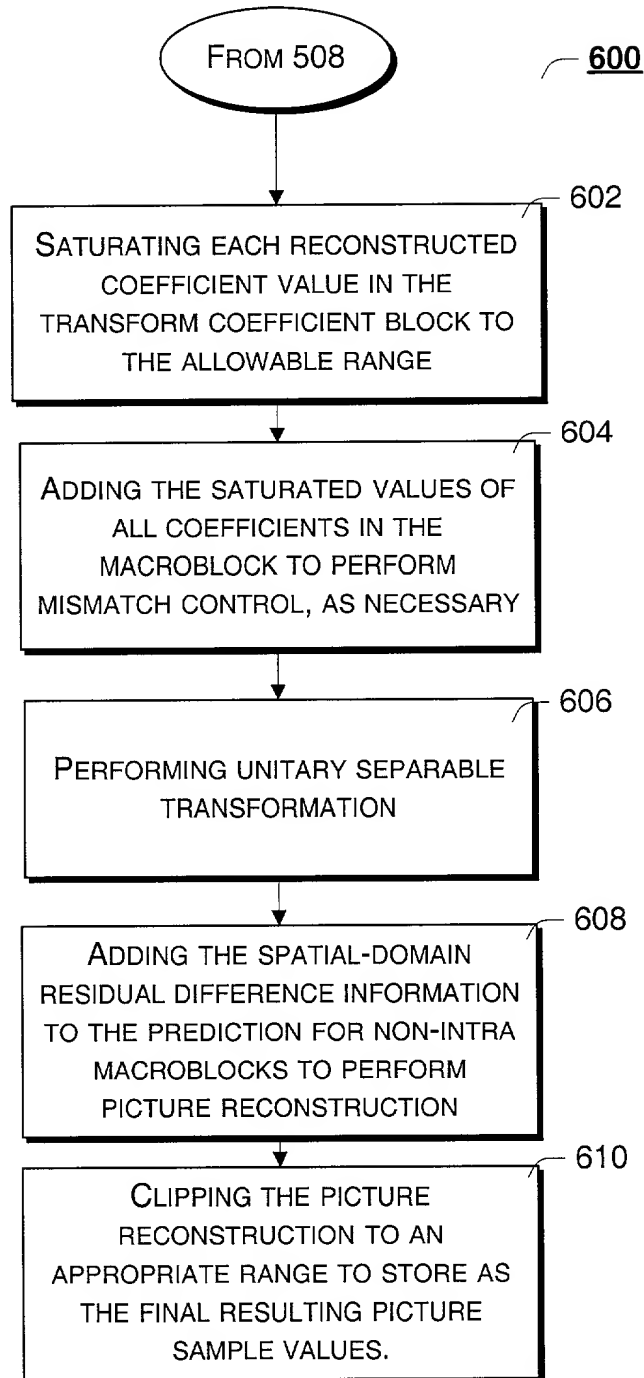 FROM 508
600
602
SATURATING EACH RECONSTRUCTED
COEFFICIENT VALUE IN THE
TRANSFORM COEFFICIENT BLOCK TO
THE ALLOWABLE RANGE
604
ADDING THE SATURATED VALUES OF
ALL COEFFICIENTS IN THE
MACROBLOCK TO PERFORM
MISMATCH CONTROL, AS NECESSARY
606
PERFORMING UNITARY SEPARABLE
TRANSFORMATION
608
ADDING THE SPATIAL-DOMAIN
RESIDUAL DIFFERENCE INFORMATION
TO THE PREDICTION FOR NON-INTRA
MACROBLOCKS TO PERFORM
PICTURE RECONSTRUCTION
610
CLIPPING THE PICTURE
RECONSTRUCTION TO AN
APPROPRIATE RANGE TO STORE AS
THE FINAL RESULTING PICTURE
SAMPLE VALUES.